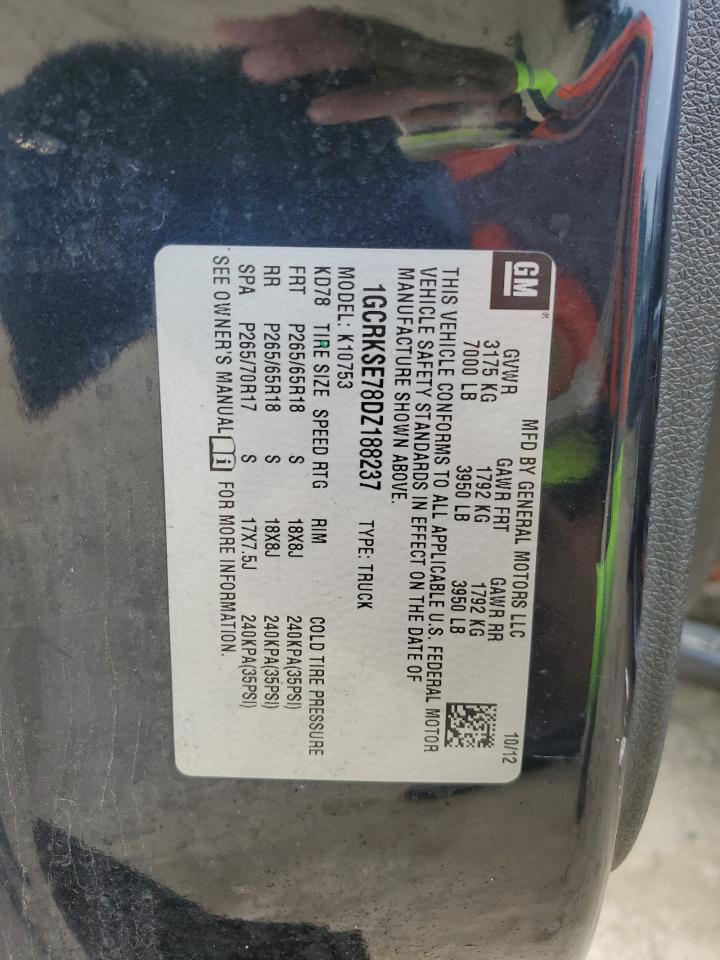 GM
®
MFD BY GENERAL MOTORS LLC 10/12
GVWR GAWR FRT GAWR RR
3175 KG 1792 KG 1792 KG
7000 LB 3950 LB 3950 LB
THIS VEHICLE CONFORMS TO ALL APPLICABLE U.S. FEDERAL MOTOR
VEHICLE SAFETY STANDARDS IN EFFECT ON THE DATE OF
MANUFACTURE SHOWN ABOVE.
1GCRKSE78DZ188237 TYPE: TRUCK
MODEL: K10753
KD78 TIRE SIZE SPEED RTG RIM COLD TIRE PRESSURE
FRT P265/65R18 S 18X8J 240KPA(35PSI)
RR P265/65R18 S 18X8J 240KPA(35PSI)
SPA P265/70R17 S 17X7.5J 240KPA(35PSI)
SEE OWNER'S MANUAL i FOR MORE INFORMATION.